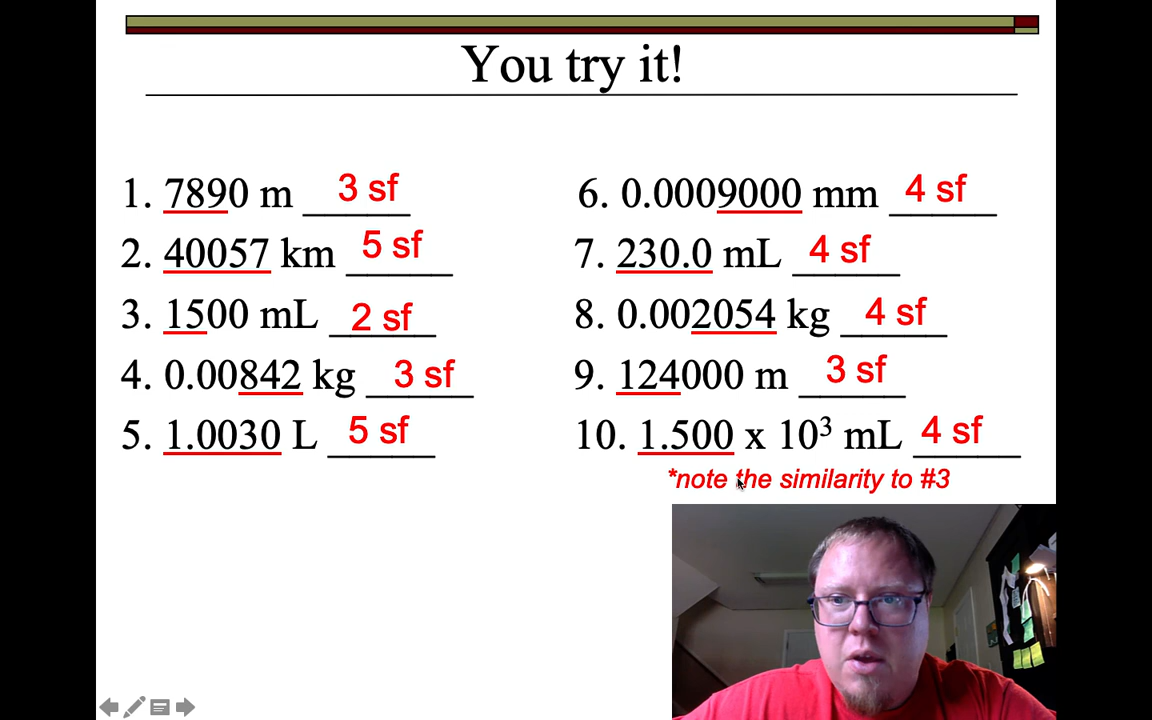 You try it!
1. 7890 m 3 sf
2. 40057 km 5 sf
3. 1500 mL 2 sf
4. 0.00842 kg 3 sf
5. 1.0030 L 5 sf
6. 0.0009000 mm 4 sf
7. 230.0 mL 4 sf
8. 0.002054 kg 4 sf
9. 124000 m 3 sf
10. 1.500 x 10³ mL 4 sf
*note the similarity to #3